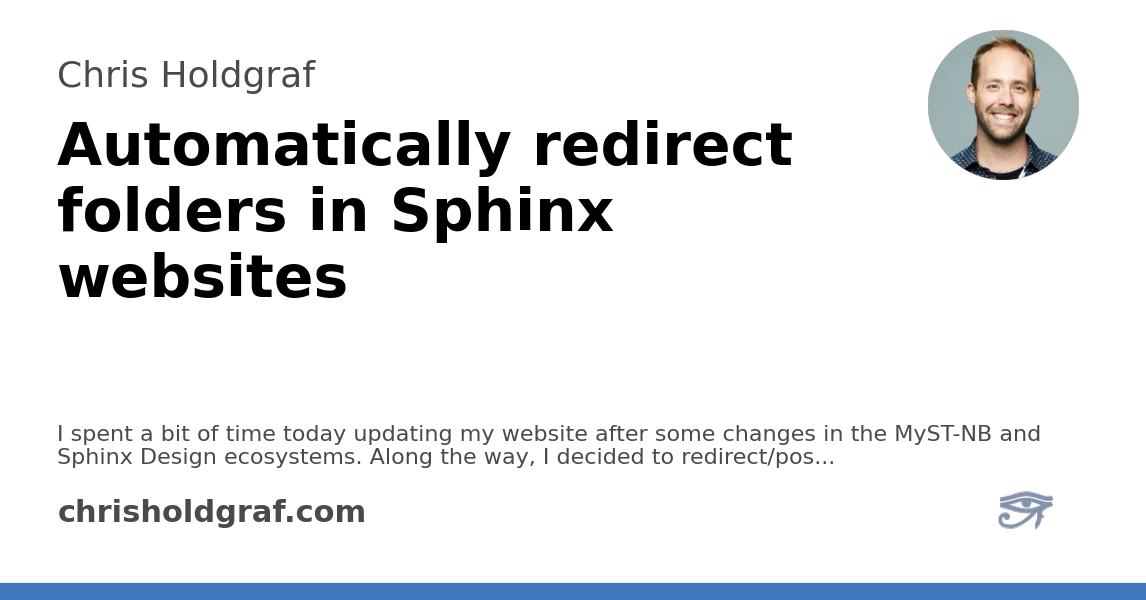 Chris Holdgraf
Automatically redirect
folders in Sphinx
websites
I spent a bit of time today updating my website after some changes in the MyST-NB and
Sphinx Design ecosystems. Along the way, I decided to redirect/pos...
chrisholdgraf.com